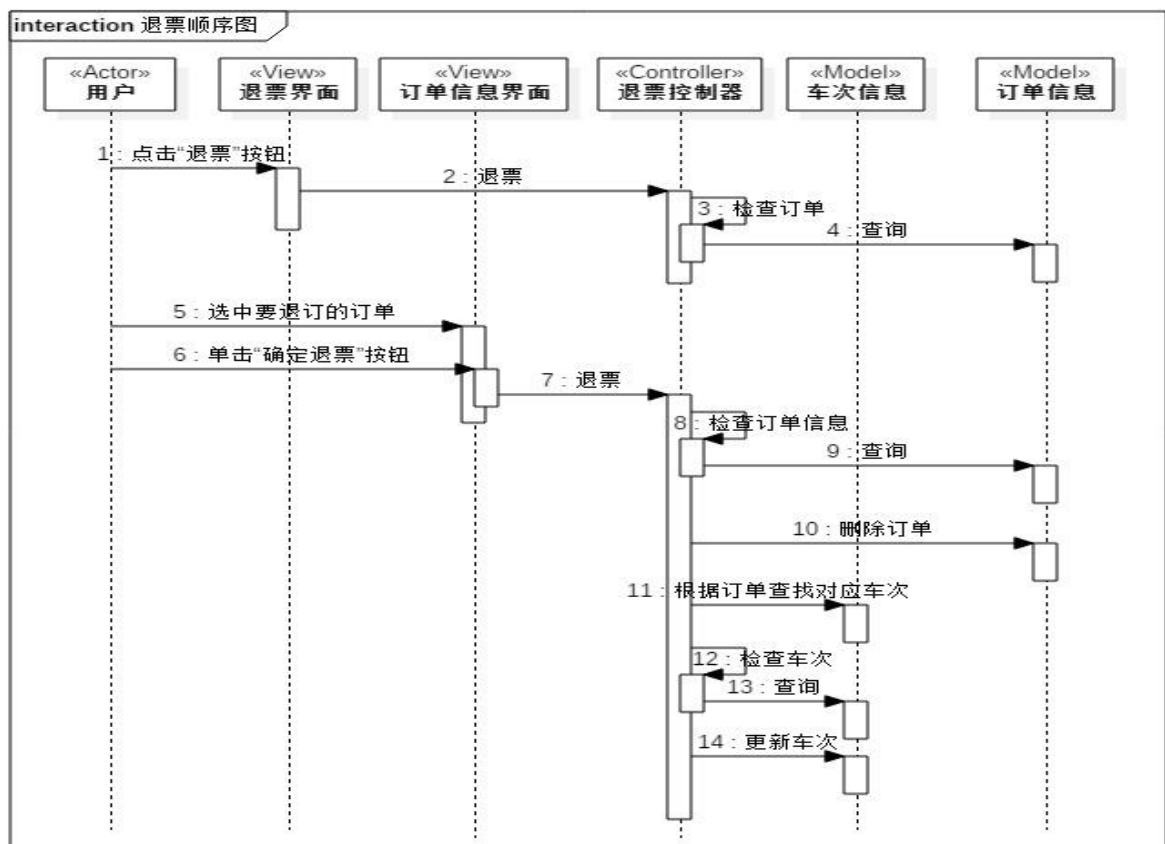 interaction 退票顺序图
«Actor»
用户
«View»
退票界面
«View»
订单信息界面
«Controller»
退票控制器
«Model»
车次信息
«Model»
订单信息
1 : 点击“退票”按钮
2 : 退票
3 : 检查订单
4 : 查询
5 : 选中要退订的订单
6 : 单击“确定退票”按钮
7 : 退票
8 : 检查订单信息
9 : 查询
10 : 删除订单
11 : 根据订单查找对应车次
12 : 检查车次
13 : 查询
14 : 更新车次